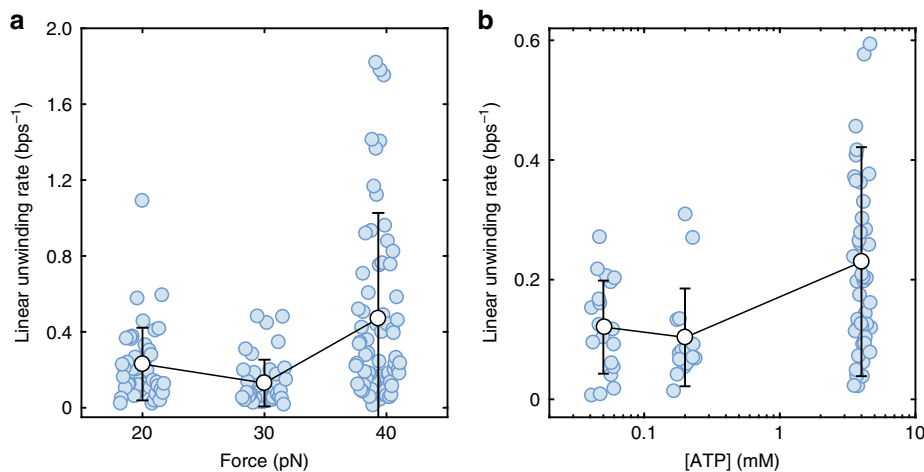 a
2.0
1.6
1.2
0.8
0.4
0
Linear unwinding rate (bps⁻¹)
20 30 40
Force (pN)
b
0.6
0.4
0.2
0
Linear unwinding rate (bps⁻¹)
0.1 1 10
[ATP] (mM)